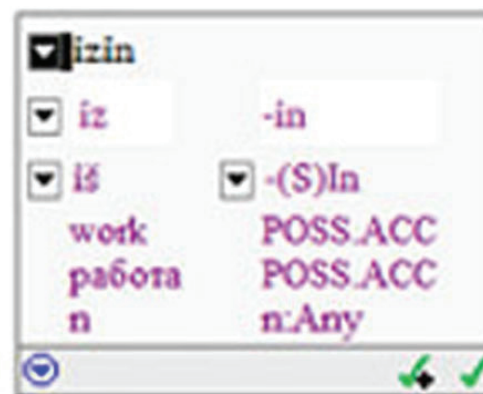 izin
iz -in
iš -(S)In
work POSS.ACC
работа POSS.ACC
n n:Any